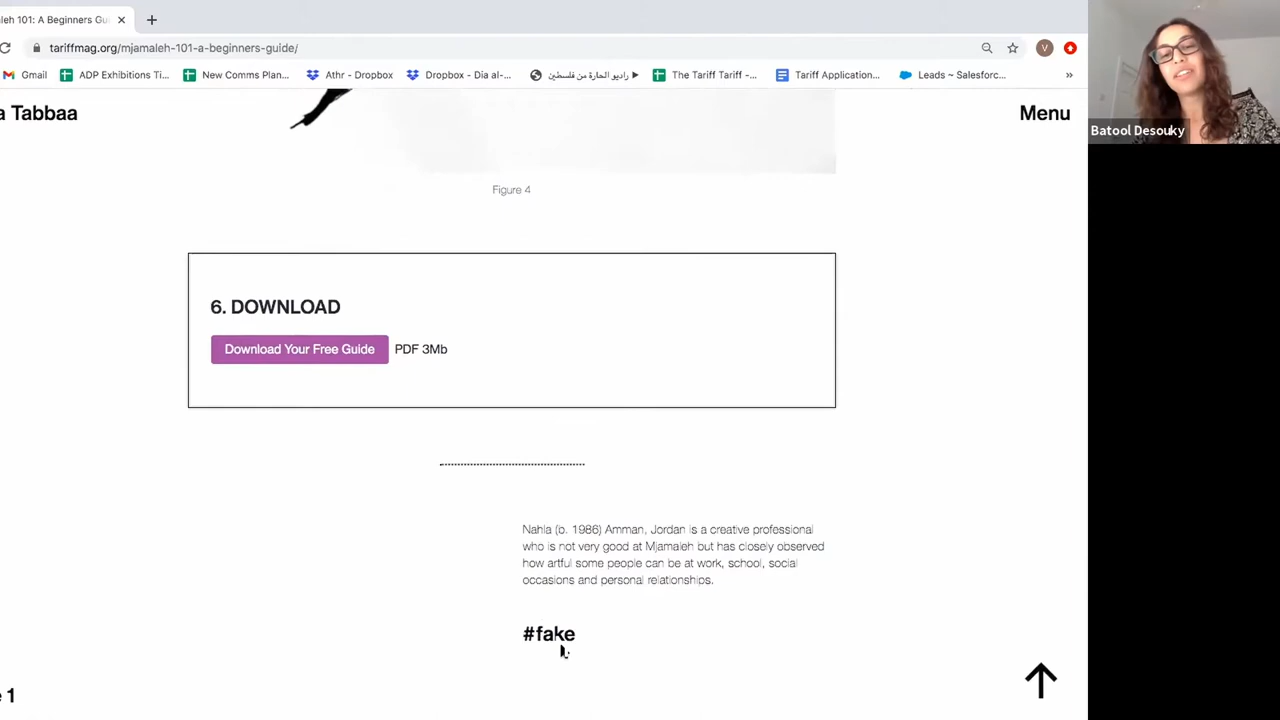 leh 101: A Beginners Gu
tariffmag.org/mjamaleh-101-a-beginners-guide/
V
Gmail
ADP Exhibitions Ti...
New Comms Plan...
Athr - Dropbox
Dropbox - Dia al-...
راديو الحارة من فلسطين
The Tariff Tariff -...
Tariff Application...
Leads ~ Salesforc...
a Tabbaa
Menu
Batool Desouky
Figure 4
6. DOWNLOAD
Download Your Free Guide PDF 3Mb
Nahla (b. 1986) Amman, Jordan is a creative professional
who is not very good at Mjamaleh but has closely observed
how artful some people can be at work, school, social
occasions and personal relationships.
#fake
e 1